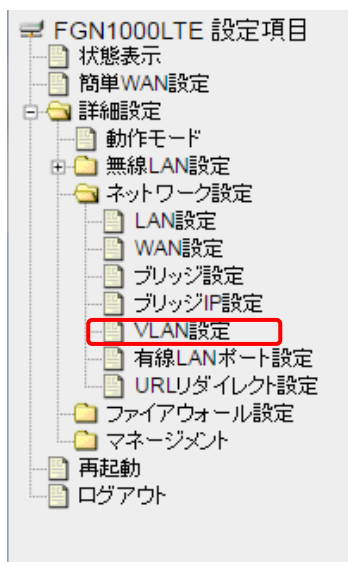 FGN1000LTE 設定項目
状態表示
簡単WAN設定
詳細設定
動作モード
無線LAN設定
ネットワーク設定
LAN設定
WAN設定
ブリッジ設定
ブリッジIP設定
VLAN設定
有線LANポート設定
URLリダイレクト設定
ファイアウォール設定
マネージメント
再起動
ログアウト